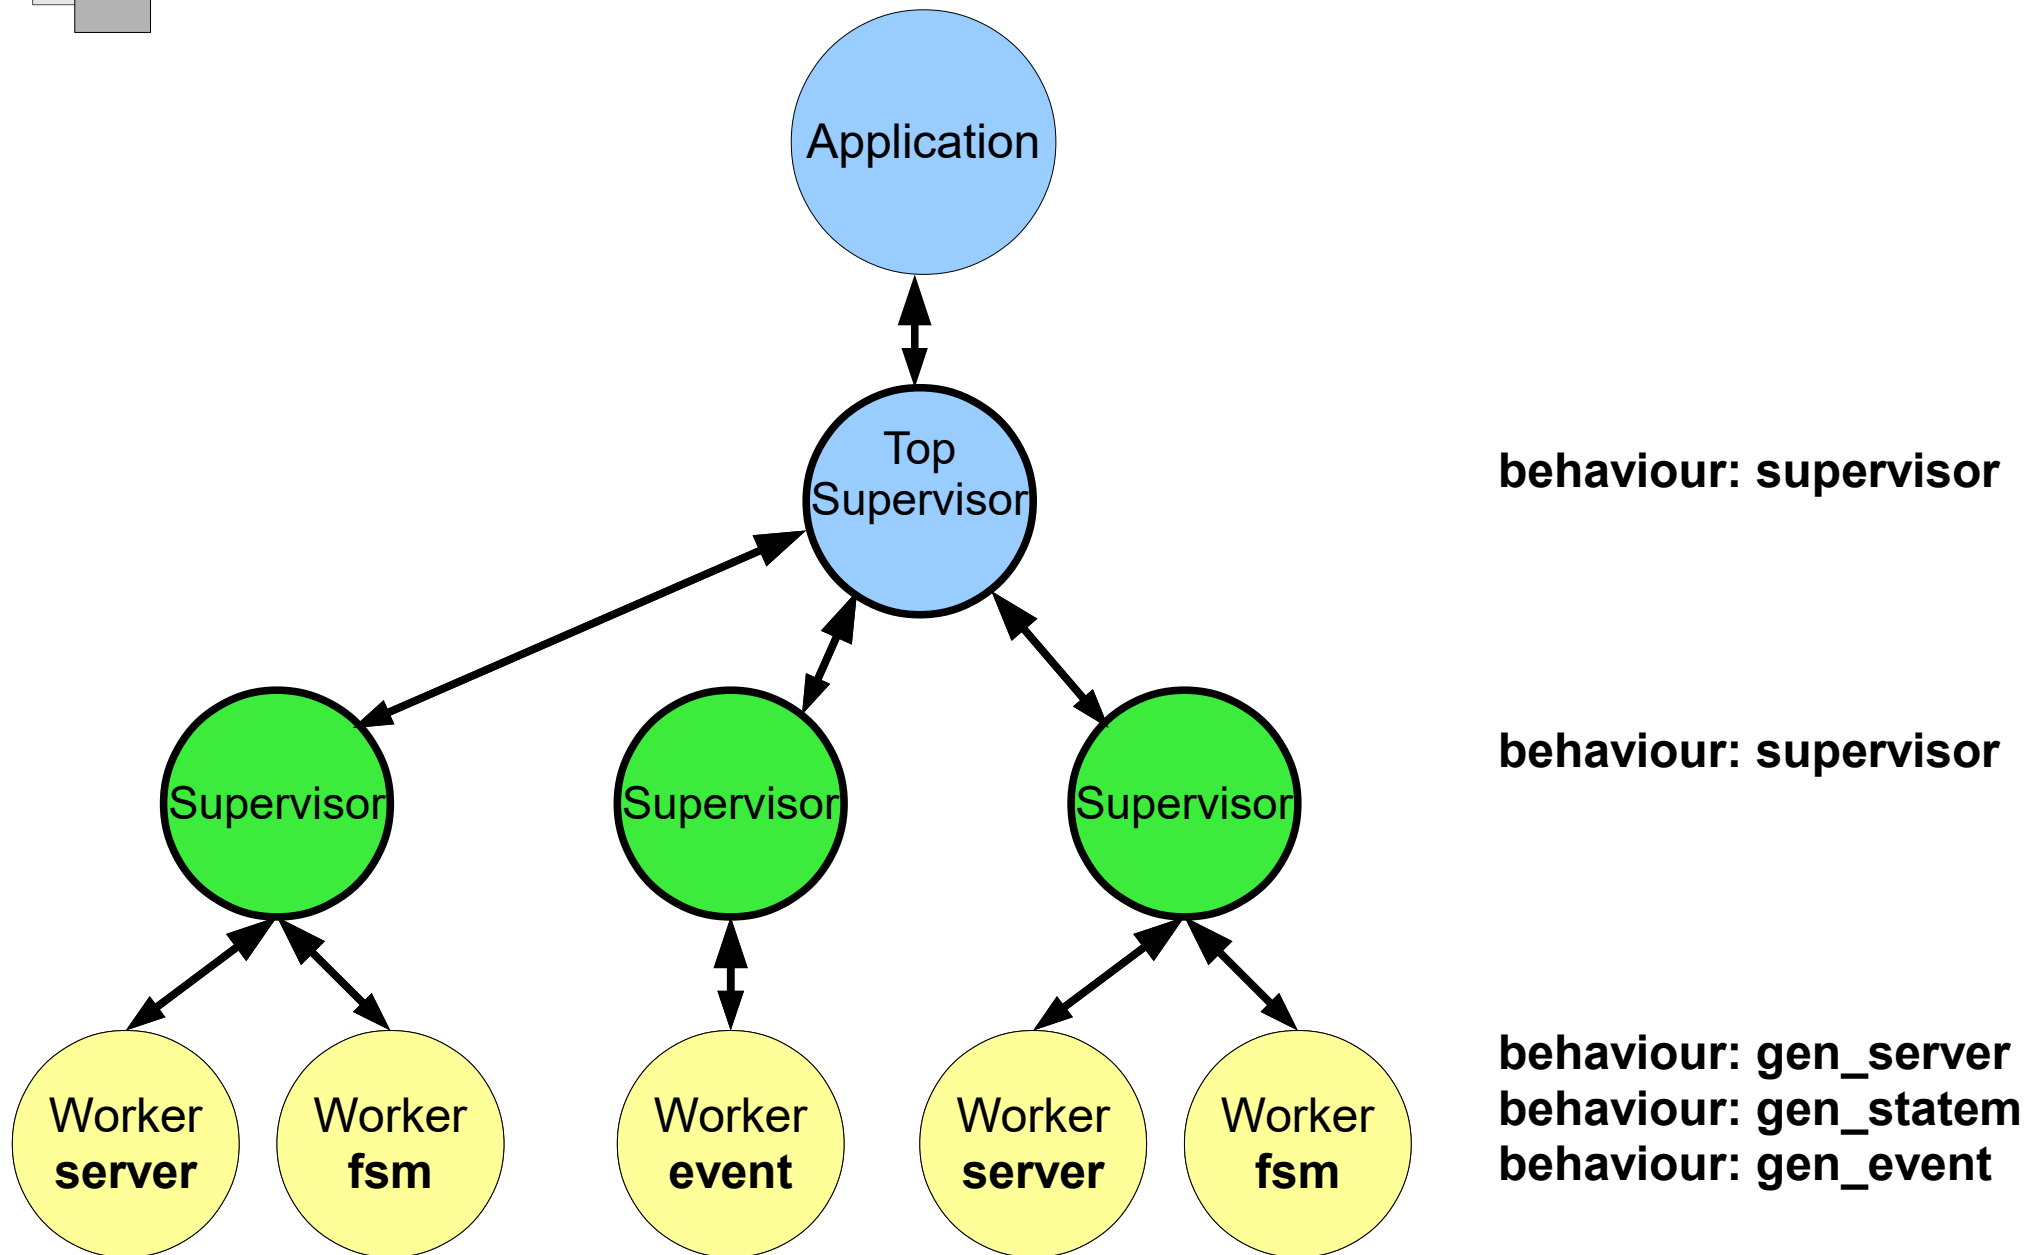 Application
Top
Supervisor
behaviour: supervisor
Supervisor
Supervisor
Supervisor
behaviour: supervisor
Worker
server
Worker
fsm
Worker
event
Worker
server
Worker
fsm
behaviour: gen_server
behaviour: gen_statem
behaviour: gen_event